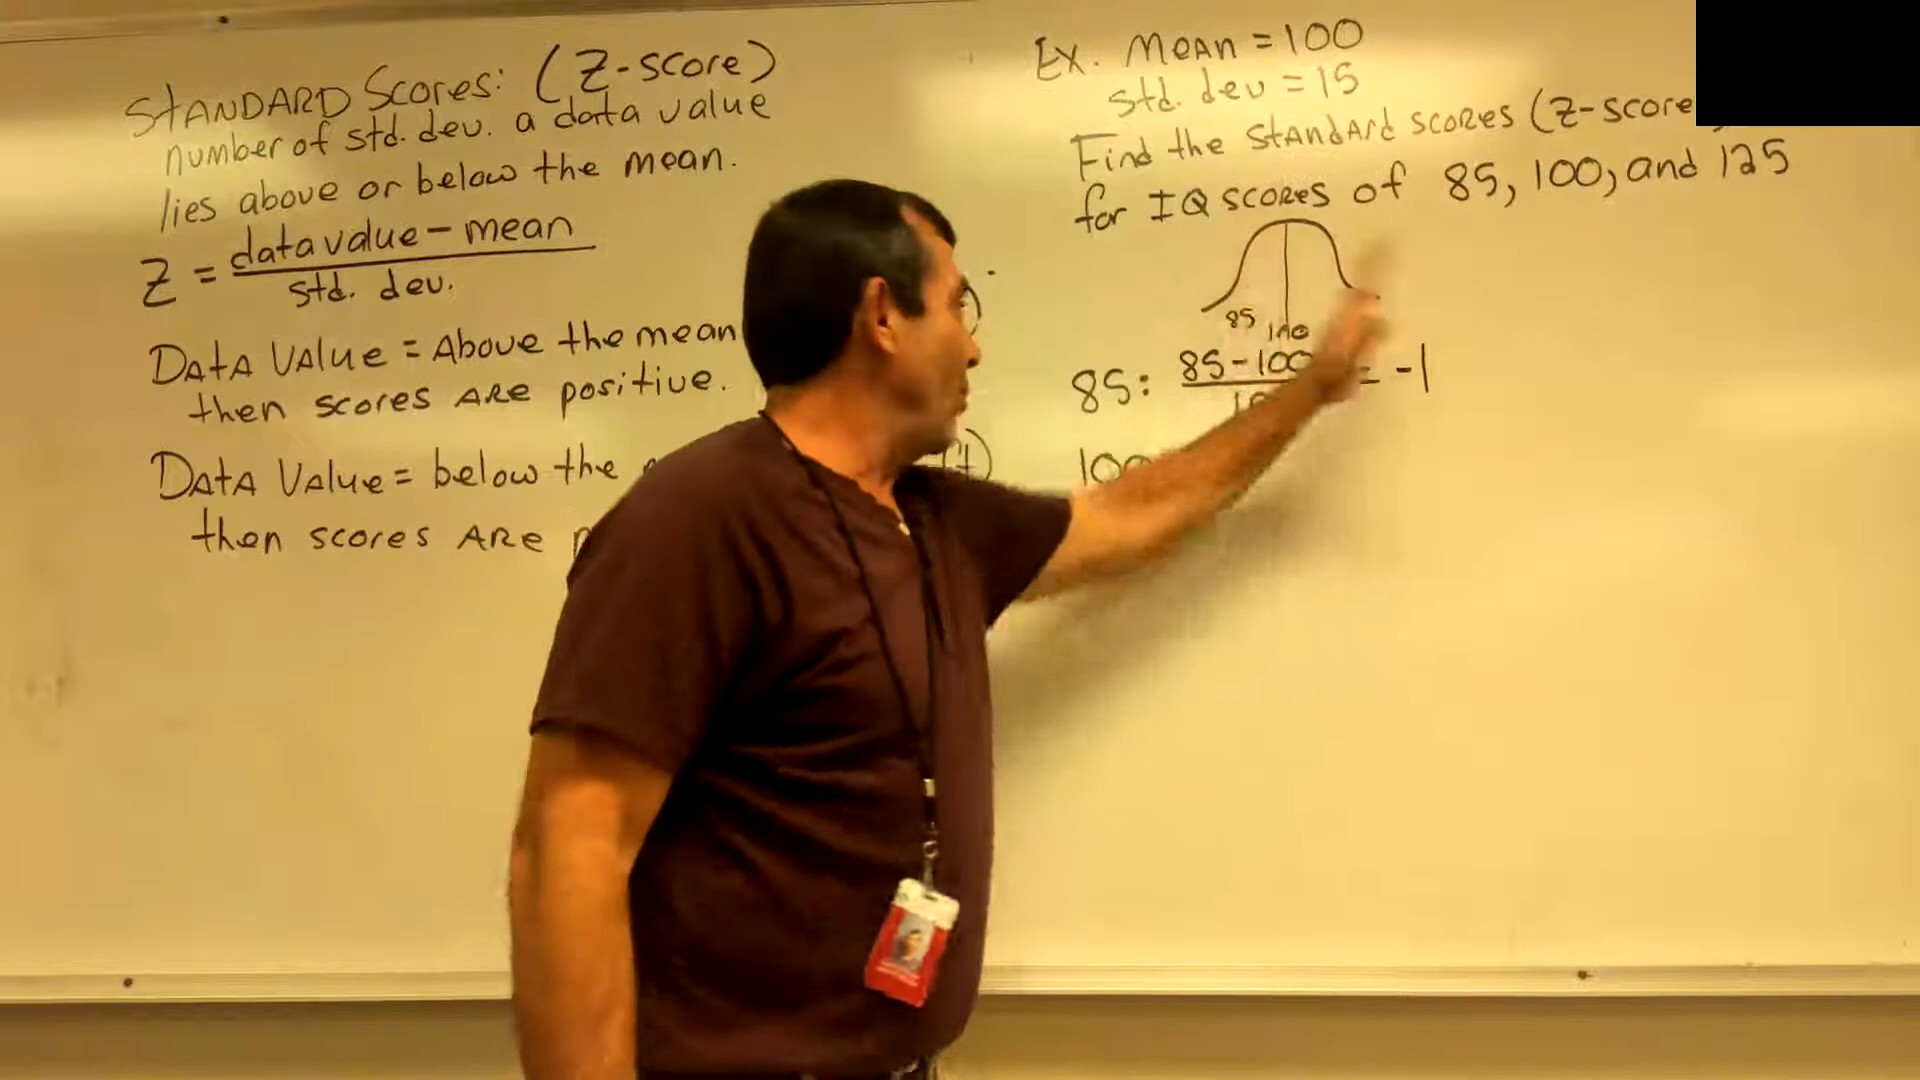 STANDARD Scores: (Z-score)
number of std. dev. a data value
lies above or below the mean.
Z = data value - mean
std. dev.
DATA VALUE = Above the mean
then scores ARE positive.
DATA VALUE = below the
then scores ARE
Ex. MEAN = 100
std. dev = 15
Find the STANDARD SCORES (Z-score
for IQ SCORES of 85, 100, and 125
85 100
85: 85 - 100 = -1
100